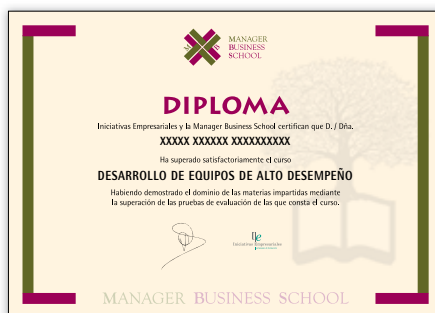 MANAGER
BUSINESS
SCHOOL
DIPLOMA
Iniciativas Empresariales y la Manager Business School certifican que D. / Dña.
XXXXX XXXXXX XXXXXXXXXX
Ha superado satisfactoriamente el curso
DESARROLLO DE EQUIPOS DE ALTO DESEMPEÑO
Habiendo demostrado el dominio de las materias impartidas mediante
la superación de las pruebas de evaluación de las que consta el curso.
Iniciativas Empresariales
MANAGER BUSINESS SCHOOL